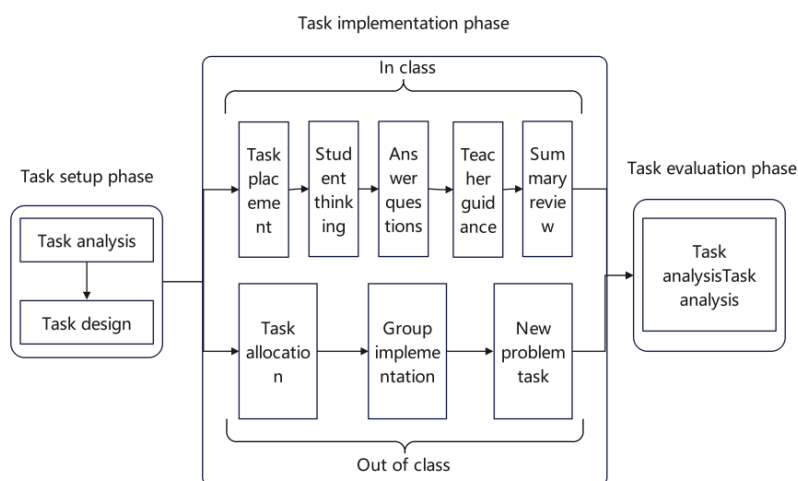 Task implementation phase
In class
Task setup phase
Task analysis
Task design
Task
plac
eme
nt
Stud
ent
thin
king
Ans
wer
ques
tions
Teac
her
guid
ance
Sum
mary
revie
w
Task
allocatio
n
Group
impleme
ntation
New
problem
task
Out of class
Task evaluation phase
Task
analysisTask
analysis